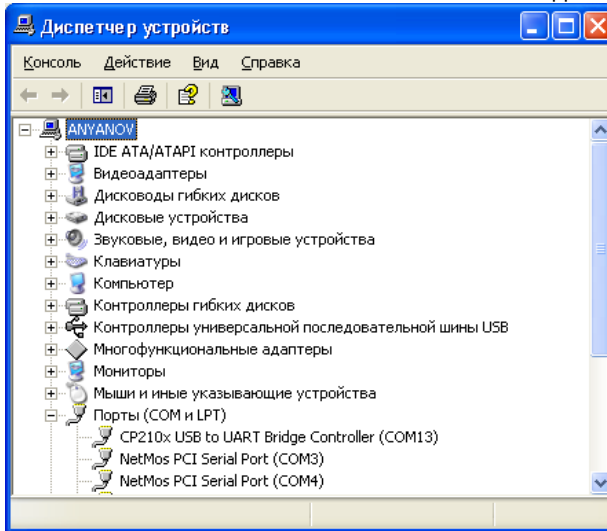 Диспетчер устройств
Консоль Действие Вид Справка
ANYANOV
IDE ATA/ATAPI контроллеры
Видеоадаптеры
Дисководы гибких дисков
Дисковые устройства
Звуковые, видео и игровые устройства
Клавиатуры
Компьютер
Контроллеры гибких дисков
Контроллеры универсальной последовательной шины USB
Многофункциональные адаптеры
Мониторы
Мыши и иные указывающие устройства
Порты (COM и LPT)
CP210x USB to UART Bridge Controller (COM13)
NetMos PCI Serial Port (COM3)
NetMos PCI Serial Port (COM4)